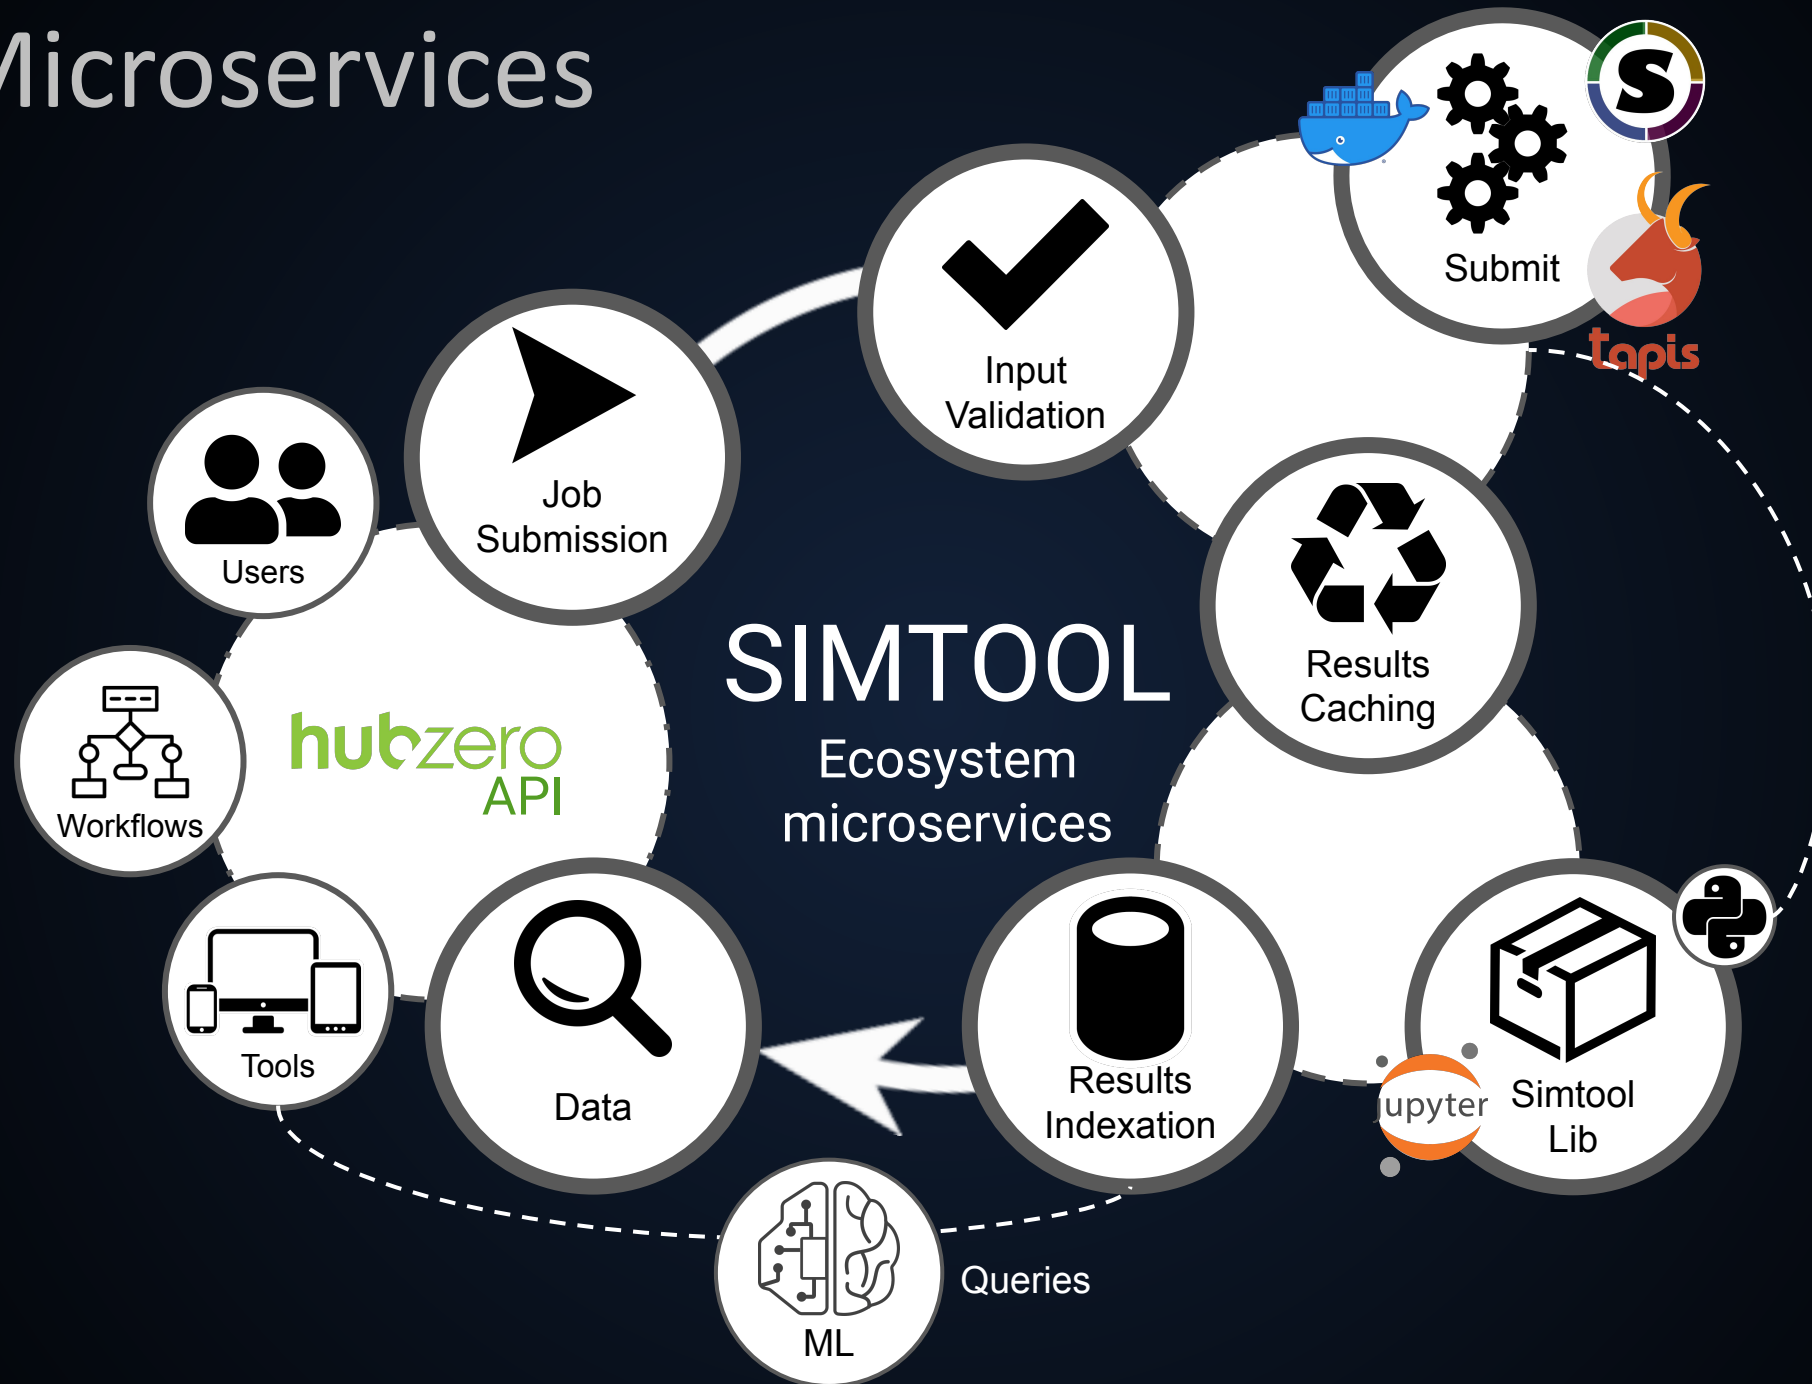 Microservices
S
Submit
tapis
Input
Validation
Job
Submission
Users
Results
Caching
SIMTOOL
Ecosystem
microservices
hubzero
API
Workflows
Tools
Data
Results
Indexation
jupyter
Simtool
Lib
Queries
ML